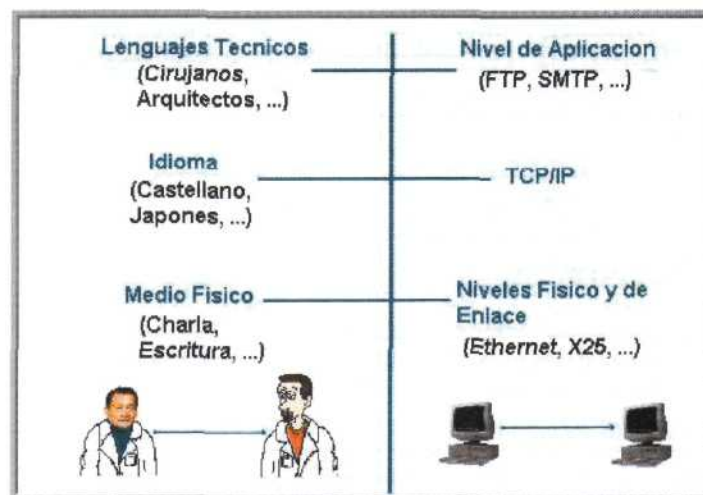 Lenguajes Tecnicos
(Cirujanos,
Arquitectos, ...)
Idioma
(Castellano,
Japones, ...)
Medio Fisico
(Charla,
Escritura, ...)
Nivel de Aplicacion
(FTP, SMTP, ...)
TCP/IP
Niveles Fisico y de
Enlace
(Ethernet, X25, ...)